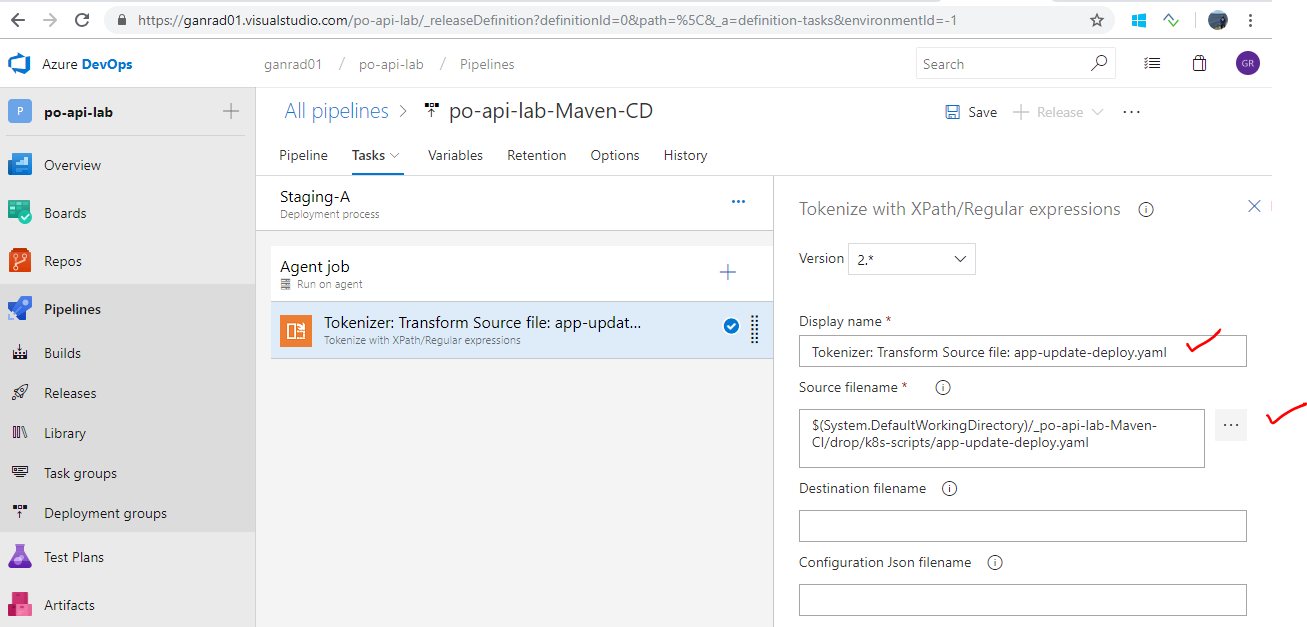 https://ganrad01.visualstudio.com/po-api-lab/_releaseDefinition?definitionId=0&path=%5C&_a=definition-tasks&environmentId=-1
Azure DevOps
ganrad01 / po-api-lab / Pipelines
Search
GR
P
po-api-lab
Overview
Boards
Repos
Pipelines
Builds
Releases
Library
Task groups
Deployment groups
Test Plans
Artifacts
All pipelines > po-api-lab-Maven-CD
Save
Release
...
Pipeline
Tasks
Variables
Retention
Options
History
Staging-A
...
Deployment process
Agent job
Run on agent
Tokenizer: Transform Source file: app-updat...
Tokenize with XPath/Regular expressions
Tokenize with XPath/Regular expressions
Version
2.*
Display name *
Tokenizer: Transform Source file: app-update-deploy.yaml
Source filename *
$(System.DefaultWorkingDirectory)/_po-api-lab-Maven-
CI/drop/k8s-scripts/app-update-deploy.yaml
...
Destination filename
Configuration Json filename